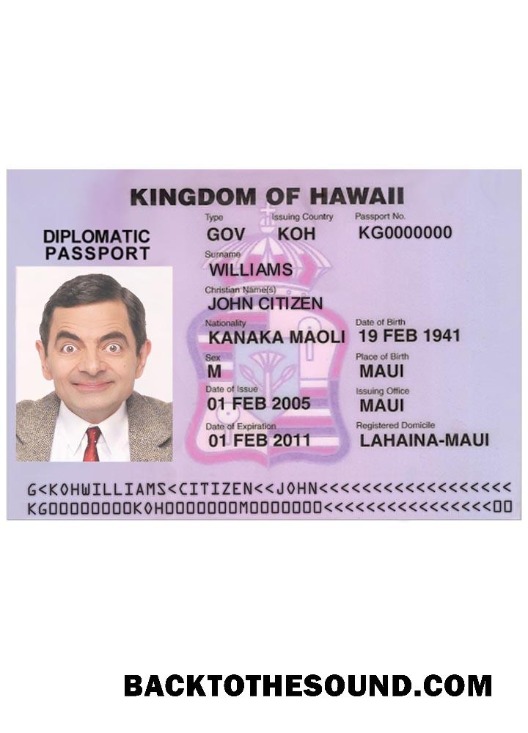 KINGDOM OF HAWAII
DIPLOMATIC
PASSPORT
Type Issuing Country Passport No.
GOV KOH KG0000000
Surname
WILLIAMS
Christian Name(s)
JOHN CITIZEN
Nationality Date of Birth
KANAKA MAOLI 19 FEB 1941
Sex Place of Birth
M MAUI
Date of Issue Issuing Office
01 FEB 2005 MAUI
Date of Expiration Registered Domicile
01 FEB 2011 LAHAINA-MAUI
G<KOHWILLIAMS<CITIZEN<<JOHN<<<<<<<<<<<<<<<<<<
KG00000000KOH0000000M0000000<<<<<<<<<<<<<<<<00
BACKTOTHESOUND.COM